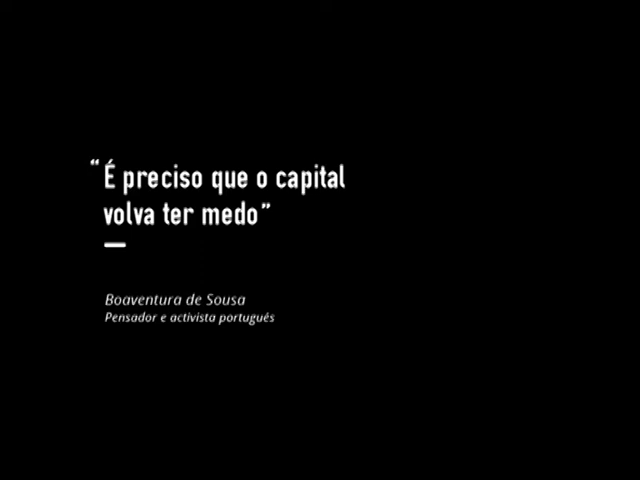 “É preciso que o capital
volva ter medo”
Boaventura de Sousa
Pensador e activista portugués